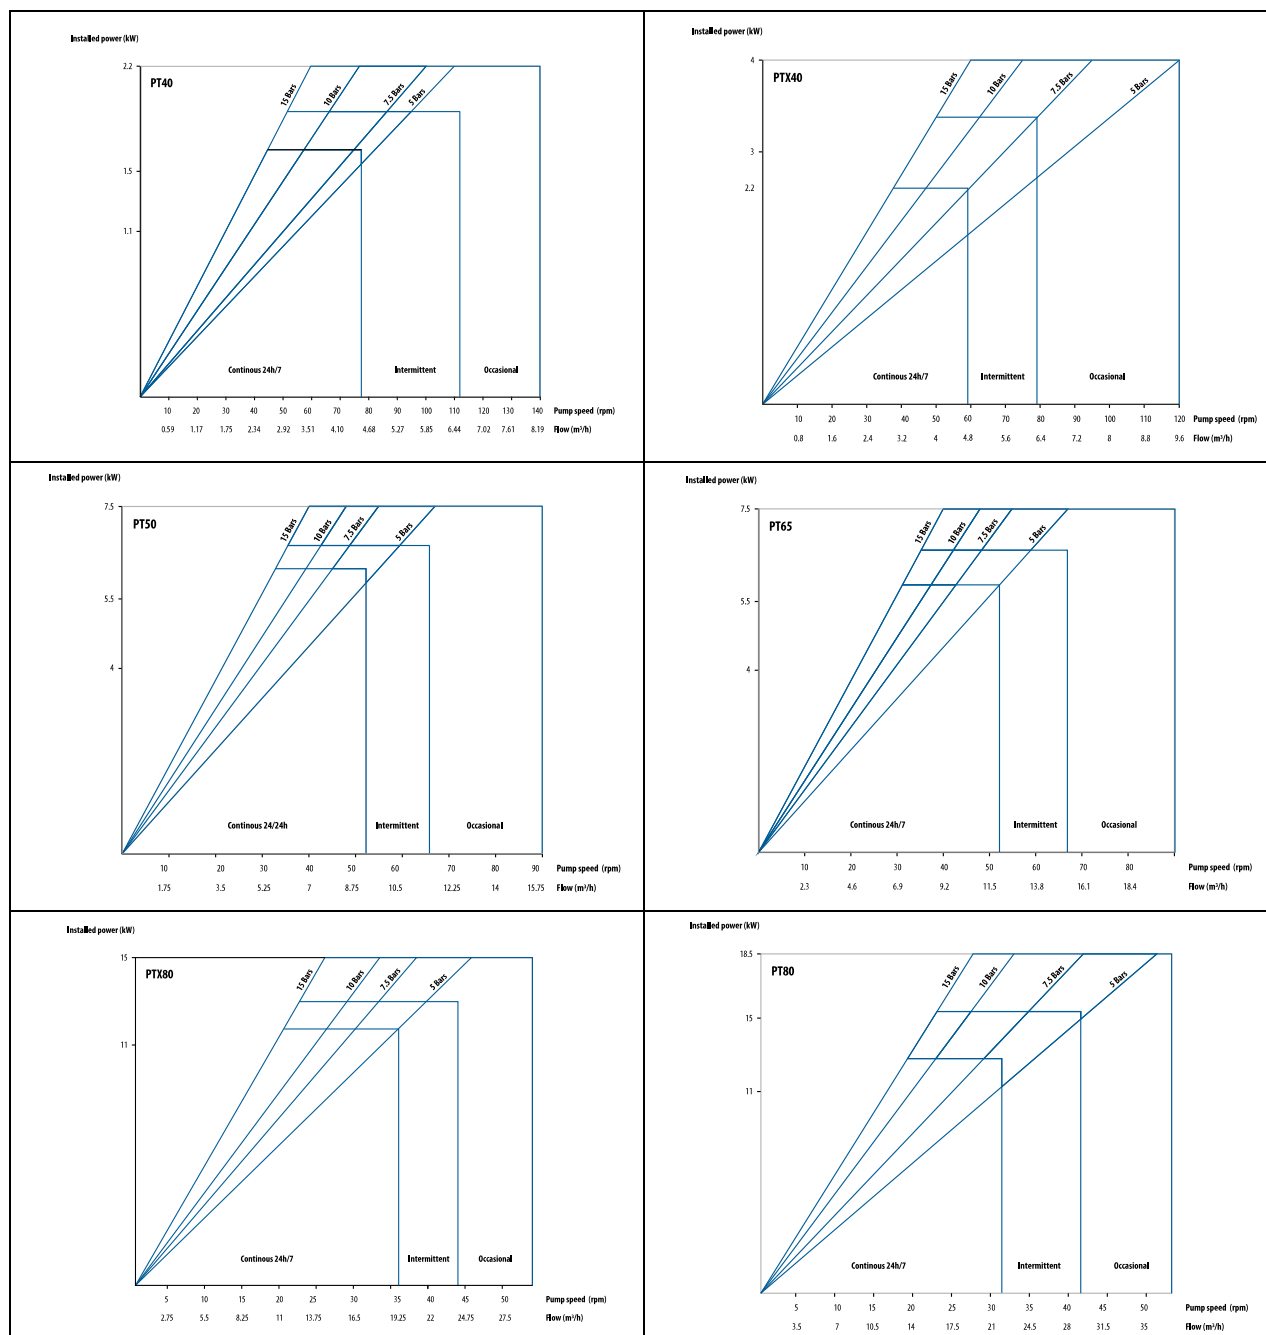 Installed power (kW)
PT40
2.2
1.5
1.1
15 Bars
10 Bars
7.5 Bars
5 Bars
Continous 24h/7 Intermittent Occasional
10 20 30 40 50 60 70 80 90 100 110 120 130 140 Pump speed (rpm)
0.59 1.17 1.75 2.34 2.92 3.51 4.10 4.68 5.27 5.85 6.44 7.02 7.61 8.19 Flow (m³/h)
Installed power (kW)
PTX40
4
3
2.2
15 Bars
10 Bars
7.5 Bars
5 Bars
Continous 24h/7 Intermittent Occasional
10 20 30 40 50 60 70 80 90 100 110 120 Pump speed (rpm)
0.8 1.6 2.4 3.2 4 4.8 5.6 6.4 7.2 8 8.8 9.6 Flow (m³/h)
Installed power (kW)
PT50
7.5
5.5
4
15 Bars
10 Bars
7.5 Bars
5 Bars
Continous 24/24h Intermittent Occasional
10 20 30 40 50 60 70 80 90 Pump speed (rpm)
1.75 3.5 5.25 7 8.75 10.5 12.25 14 15.75 Flow (m³/h)
Installed power (kW)
PT65
7.5
5.5
4
15 Bars
10 Bars
7.5 Bars
5 Bars
Continous 24h/7 Intermittent Occasional
10 20 30 40 50 60 70 80 Pump speed (rpm)
2.3 4.6 6.9 9.2 11.5 13.8 16.1 18.4 Flow (m³/h)
Installed power (kW)
PTX80
15
11
15 Bars
10 Bars
7.5 Bars
5 Bars
Continous 24h/7 Intermittent Occasional
5 10 15 20 25 30 35 40 45 50 Pump speed (rpm)
2.75 5.5 8.25 11 13.75 16.5 19.25 22 24.75 27.5 Flow (m³/h)
Installed power (kW)
PT80
18.5
15
11
15 Bars
10 Bars
7.5 Bars
5 Bars
Continous 24h/7 Intermittent Occasional
5 10 15 20 25 30 35 40 45 50 Pump speed (rpm)
3.5 7 10.5 14 17.5 21 24.5 28 31.5 35 Flow (m³/h)